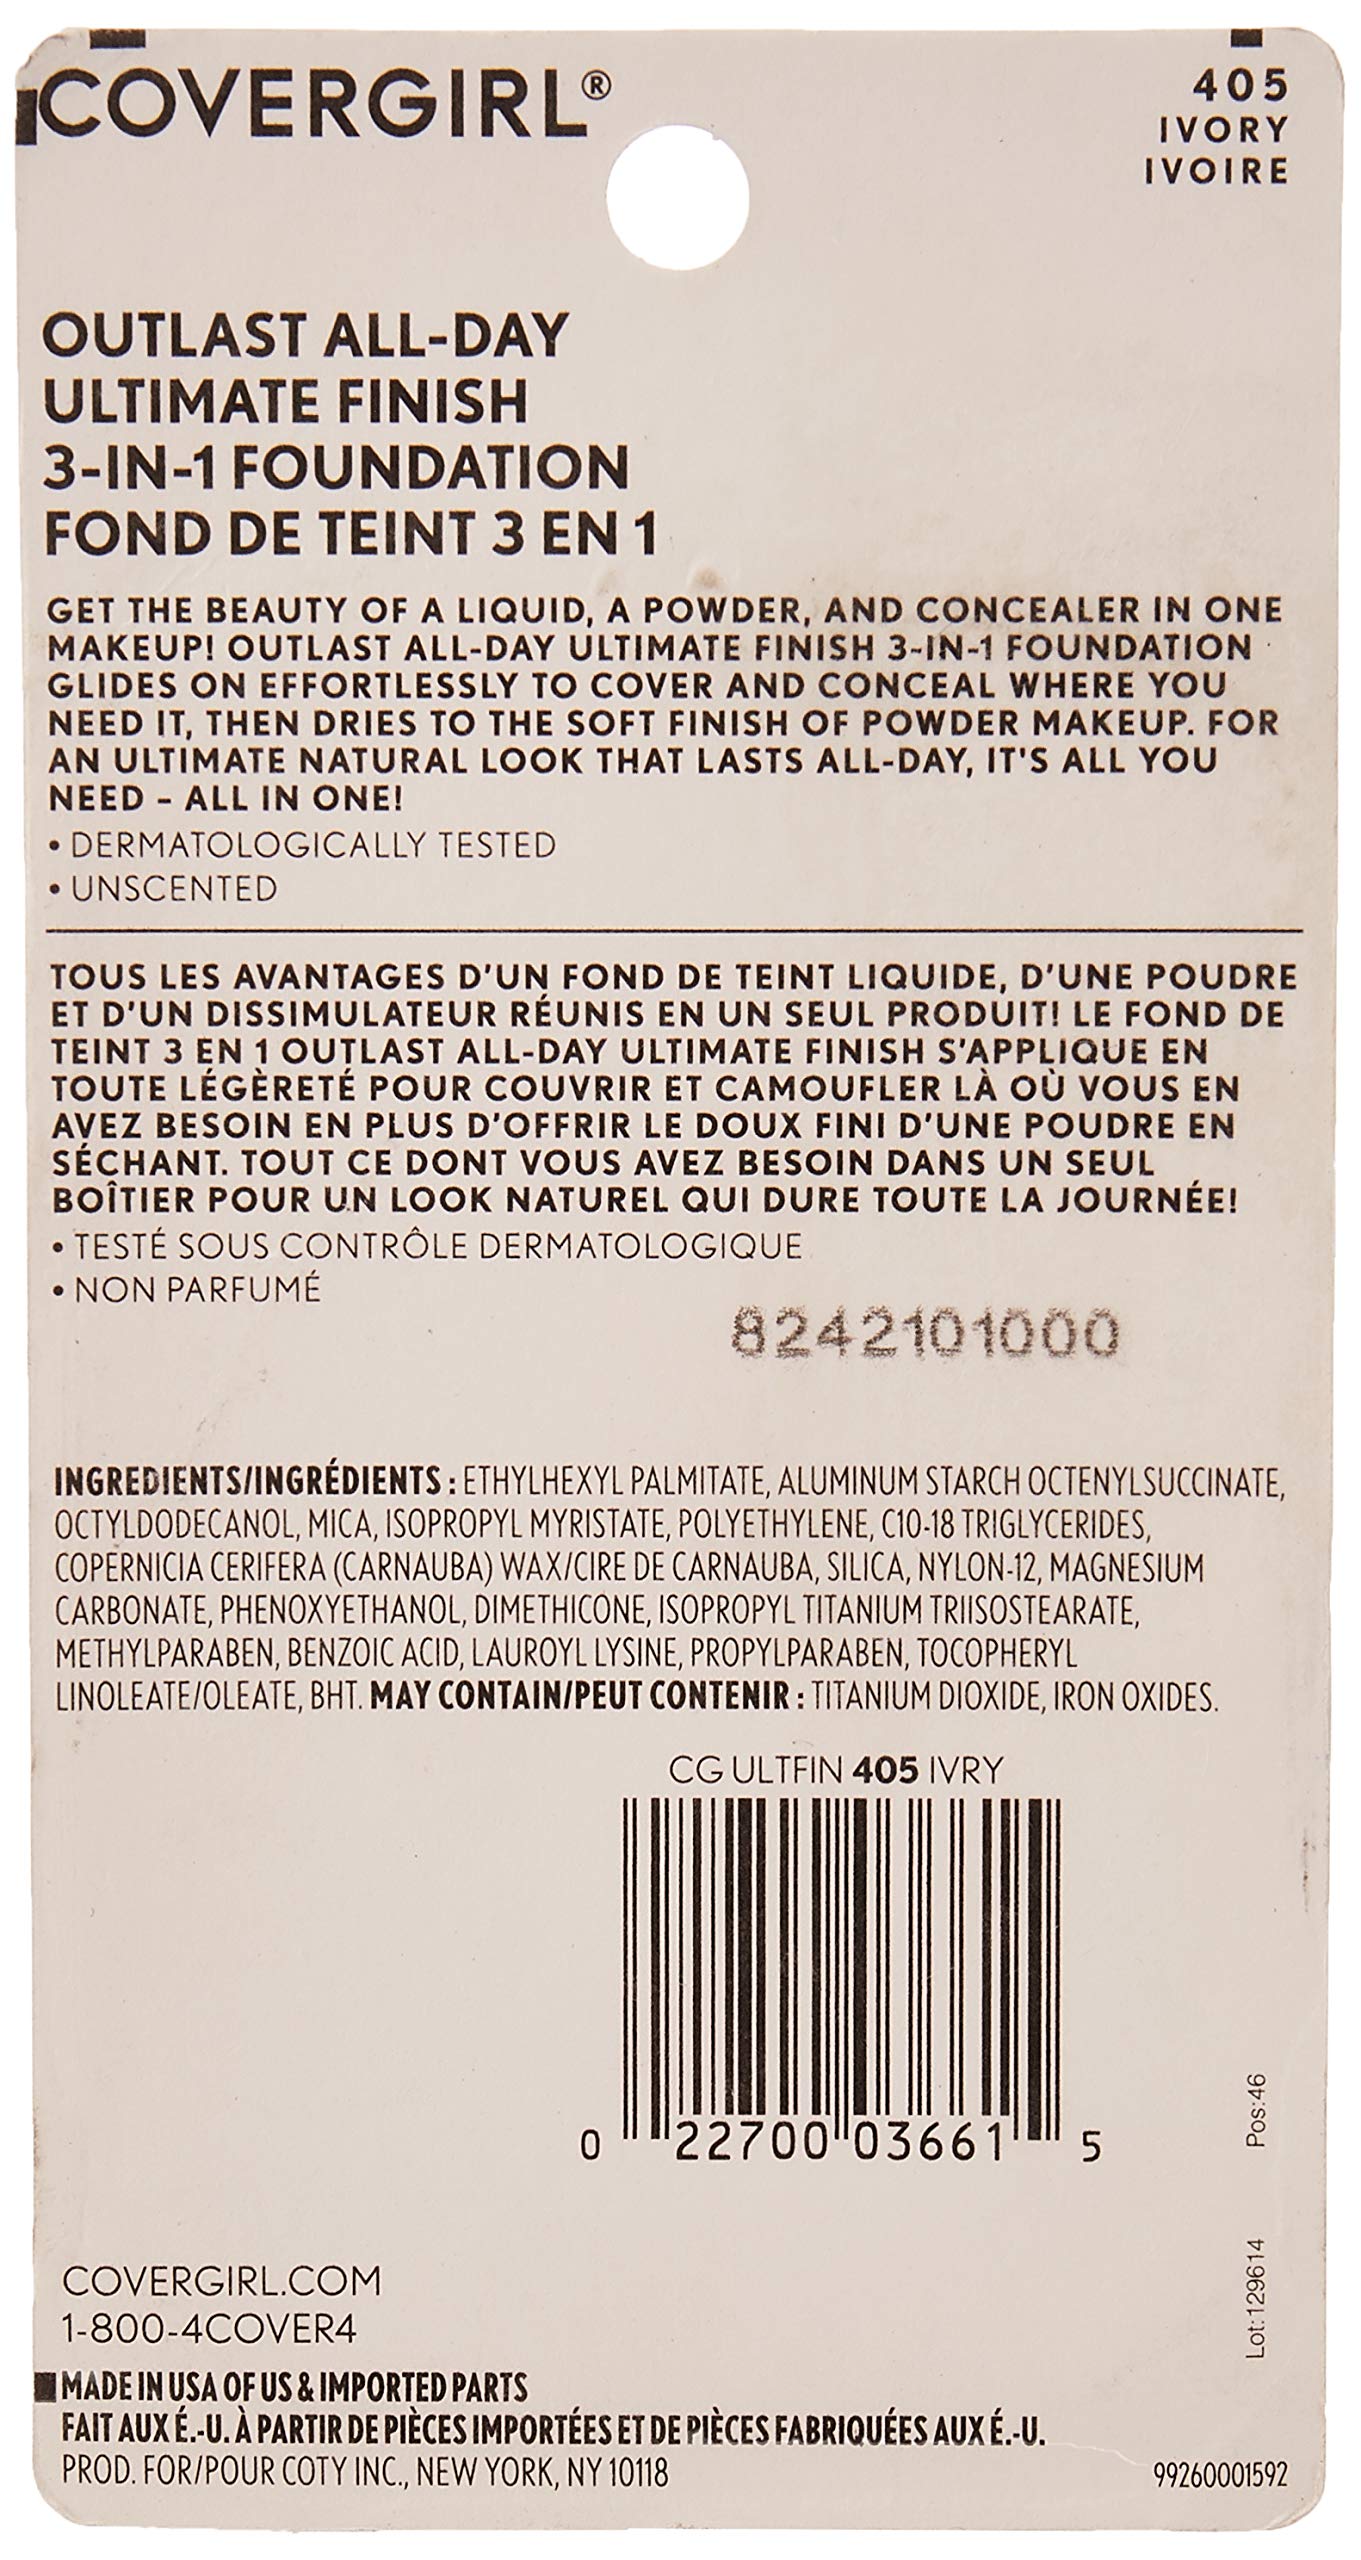 COVERGIRL®
405
IVORY
IVOIRE
OUTLAST ALL-DAY
ULTIMATE FINISH
3-IN-1 FOUNDATION
FOND DE TEINT 3 EN 1
GET THE BEAUTY OF A LIQUID, A POWDER, AND CONCEALER IN ONE
MAKEUP! OUTLAST ALL-DAY ULTIMATE FINISH 3-IN-1 FOUNDATION
GLIDES ON EFFORTLESSLY TO COVER AND CONCEAL WHERE YOU
NEED IT, THEN DRIES TO THE SOFT FINISH OF POWDER MAKEUP. FOR
AN ULTIMATE NATURAL LOOK THAT LASTS ALL-DAY, IT'S ALL YOU
NEED - ALL IN ONE!
• DERMATOLOGICALLY TESTED
• UNSCENTED
TOUS LES AVANTAGES D'UN FOND DE TEINT LIQUIDE, D'UNE POUDRE
ET D'UN DISSIMULATEUR RÉUNIS EN UN SEUL PRODUIT! LE FOND DE
TEINT 3 EN 1 OUTLAST ALL-DAY ULTIMATE FINISH S'APPLIQUE EN
TOUTE LÉGÈRETÉ POUR COUVRIR ET CAMOUFLER LÀ OÙ VOUS EN
AVEZ BESOIN EN PLUS D'OFFRIR LE DOUX FINI D'UNE POUDRE EN
SÉCHANT. TOUT CE DONT VOUS AVEZ BESOIN DANS UN SEUL
BOÎTIER POUR UN LOOK NATUREL QUI DURE TOUTE LA JOURNÉE!
• TESTÉ SOUS CONTRÔLE DERMATOLOGIQUE
• NON PARFUMÉ
8242101000
INGREDIENTS/INGRÉDIENTS : ETHYLHEXYL PALMITATE, ALUMINUM STARCH OCTENYLSUCCINATE,
OCTYLDODECANOL, MICA, ISOPROPYL MYRISTATE, POLYETHYLENE, C10-18 TRIGLYCERIDES,
COPERNICIA CERIFERA (CARNAUBA) WAX/CIRE DE CARNAUBA, SILICA, NYLON-12, MAGNESIUM
CARBONATE, PHENOXYETHANOL, DIMETHICONE, ISOPROPYL TITANIUM TRIISOSTEARATE,
METHYLPARABEN, BENZOIC ACID, LAUROYL LYSINE, PROPYLPARABEN, TOCOPHERYL
LINOLEATE/OLEATE, BHT. MAY CONTAIN/PEUT CONTENIR : TITANIUM DIOXIDE, IRON OXIDES.
CG ULTFIN 405 IVRY
0 22700 03661 5
Pos:46
Lot:129614
COVERGIRL.COM
1-800-4COVER4
MADE IN USA OF US & IMPORTED PARTS
FAIT AUX É.-U. À PARTIR DE PIÈCES IMPORTÉES ET DE PIÈCES FABRIQUÉES AUX É.-U.
PROD. FOR/POUR COTY INC., NEW YORK, NY 10118
99260001592